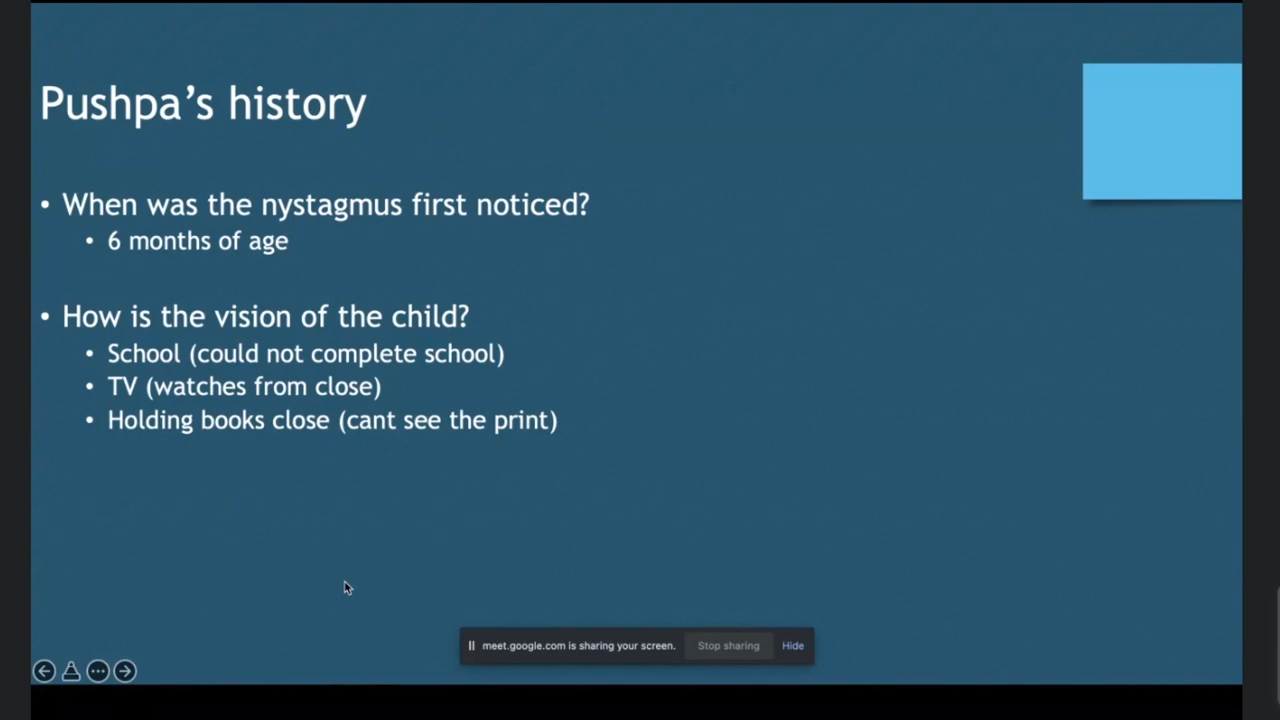 Pushpa’s history
• When was the nystagmus first noticed?
• 6 months of age
• How is the vision of the child?
• School (could not complete school)
• TV (watches from close)
• Holding books close (cant see the print)
meet.google.com is sharing your screen. Stop sharing Hide